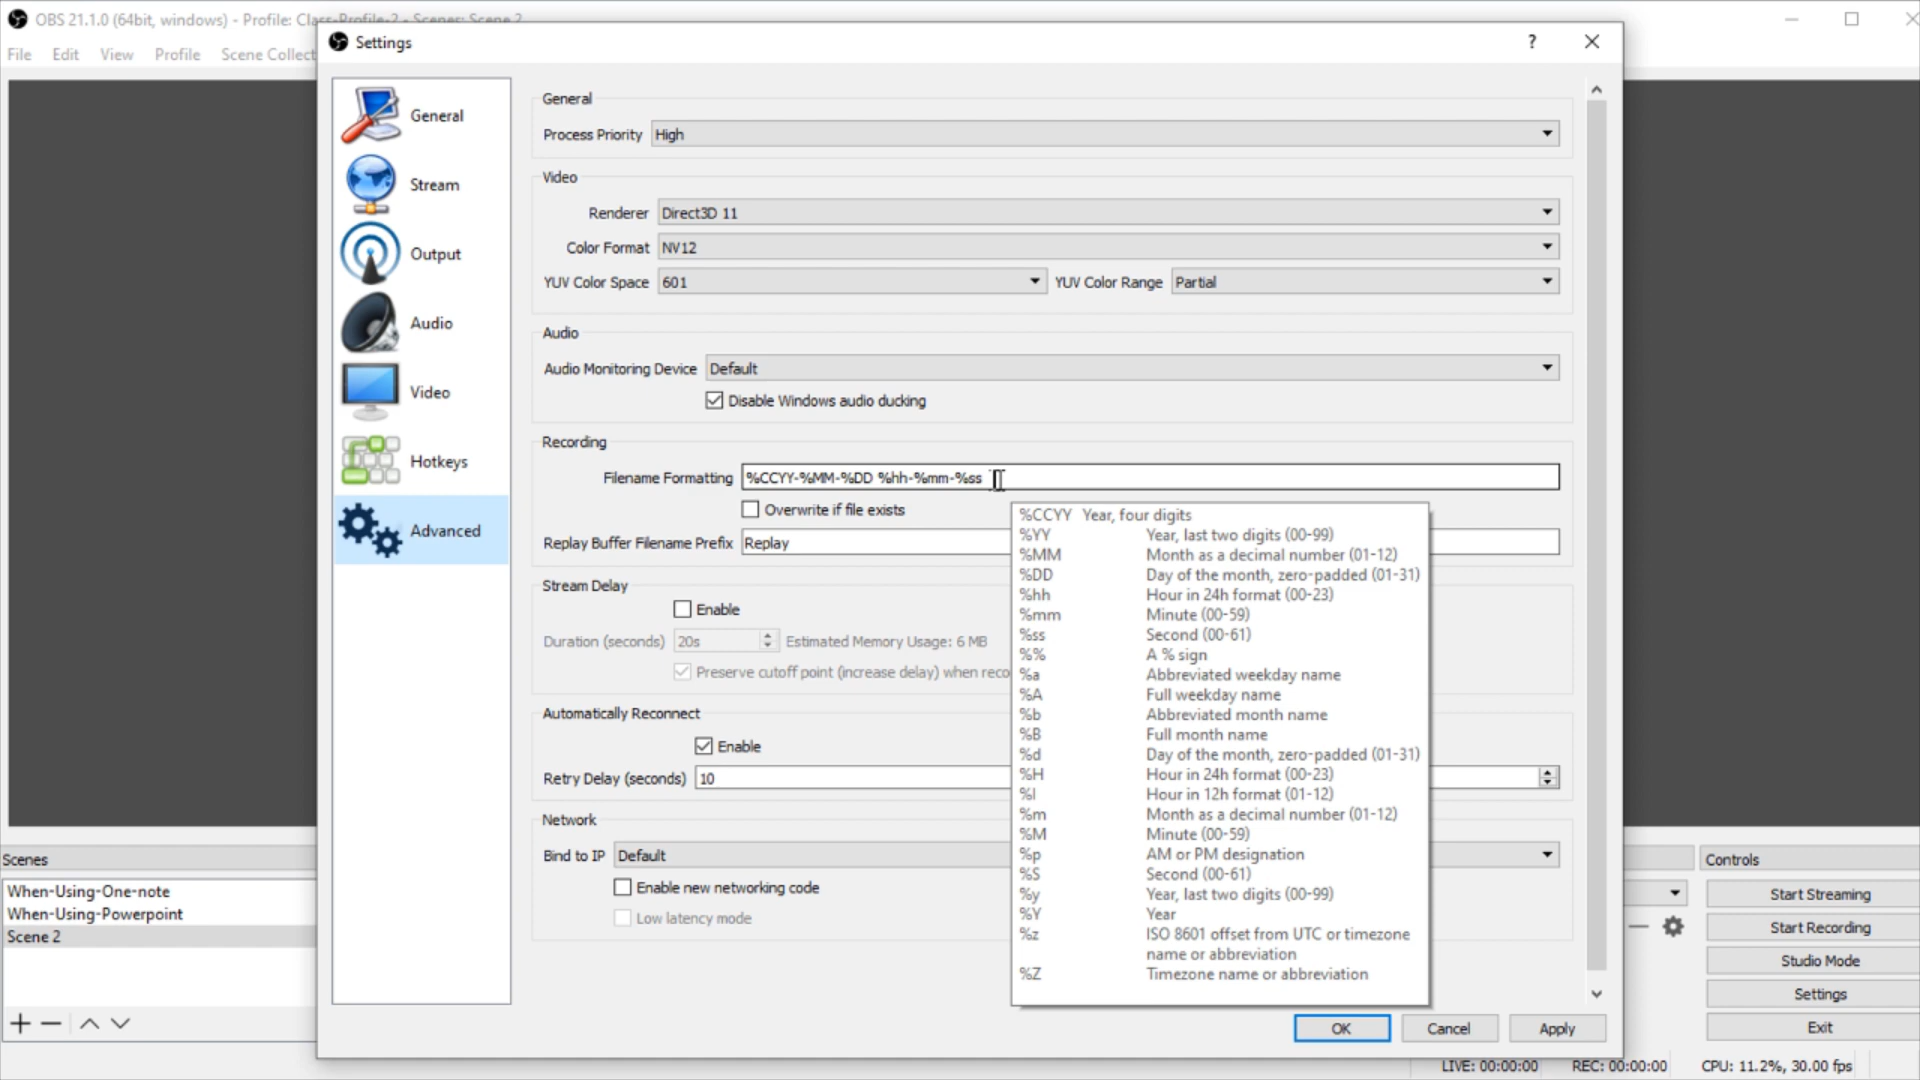 OBS 21.1.0 (64bit, windows) - Profile: Class-Profile-2 - Scenes: Scene 2
File Edit View Profile Scene Collect
Settings
?
General
Stream
Output
Audio
Video
Hotkeys
Advanced
General
Process Priority High
Video
Renderer Direct3D 11
Color Format NV12
YUV Color Space 601 YUV Color Range Partial
Audio
Audio Monitoring Device Default
Disable Windows audio ducking
Recording
Filename Formatting %CCYY-%MM-%DD %hh-%mm-%ss
Overwrite if file exists
Replay Buffer Filename Prefix Replay
Stream Delay
Enable
Duration (seconds) 20s Estimated Memory Usage: 6 MB
Preserve cutoff point (increase delay) when reco
Automatically Reconnect
Enable
Retry Delay (seconds) 10
Network
Bind to IP Default
Enable new networking code
Low latency mode
%CCYY Year, four digits
%YY Year, last two digits (00-99)
%MM Month as a decimal number (01-12)
%DD Day of the month, zero-padded (01-31)
%hh Hour in 24h format (00-23)
%mm Minute (00-59)
%ss Second (00-61)
%% A % sign
%a Abbreviated weekday name
%A Full weekday name
%b Abbreviated month name
%B Full month name
%d Day of the month, zero-padded (01-31)
%H Hour in 24h format (00-23)
%I Hour in 12h format (01-12)
%m Month as a decimal number (01-12)
%M Minute (00-59)
%p AM or PM designation
%S Second (00-61)
%y Year, last two digits (00-99)
%Y Year
%z ISO 8601 offset from UTC or timezone
name or abbreviation
%Z Timezone name or abbreviation
OK Cancel Apply
Scenes
When-Using-One-note
When-Using-Powerpoint
Scene 2
Controls
Start Streaming
Start Recording
Studio Mode
Settings
Exit
LIVE: 00:00:00 REC: 00:00:00 CPU: 11.2%, 30.00 fps